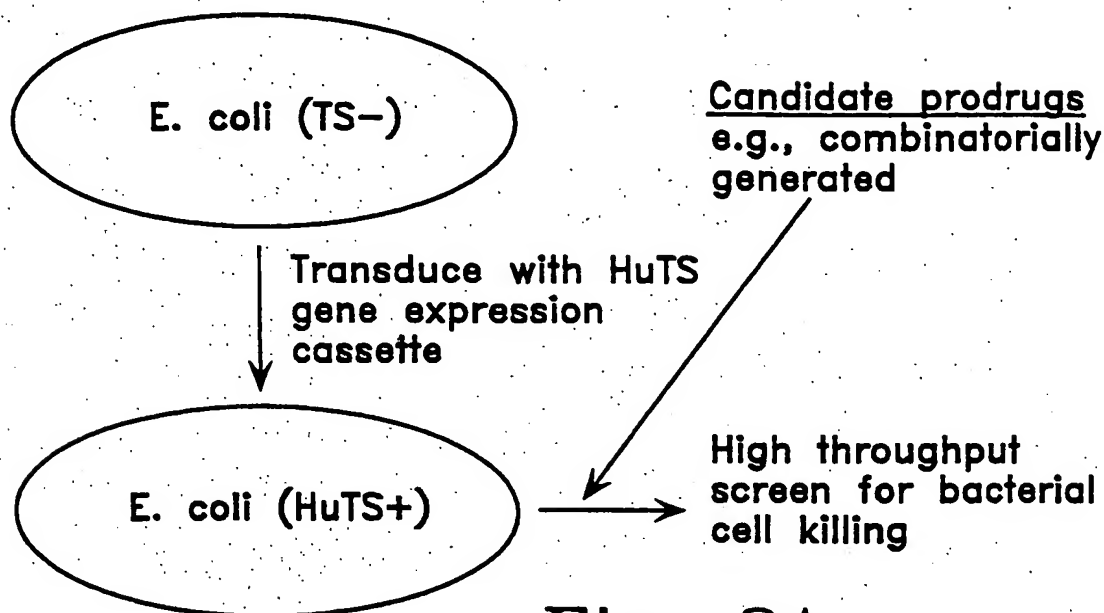 E. coli (TS-)
Candidate prodrugs
e.g., combinatorially
generated
Transduce with HuTS
gene expression
cassette
E. coli (HuTS+)
High throughput
screen for bacterial
cell killing